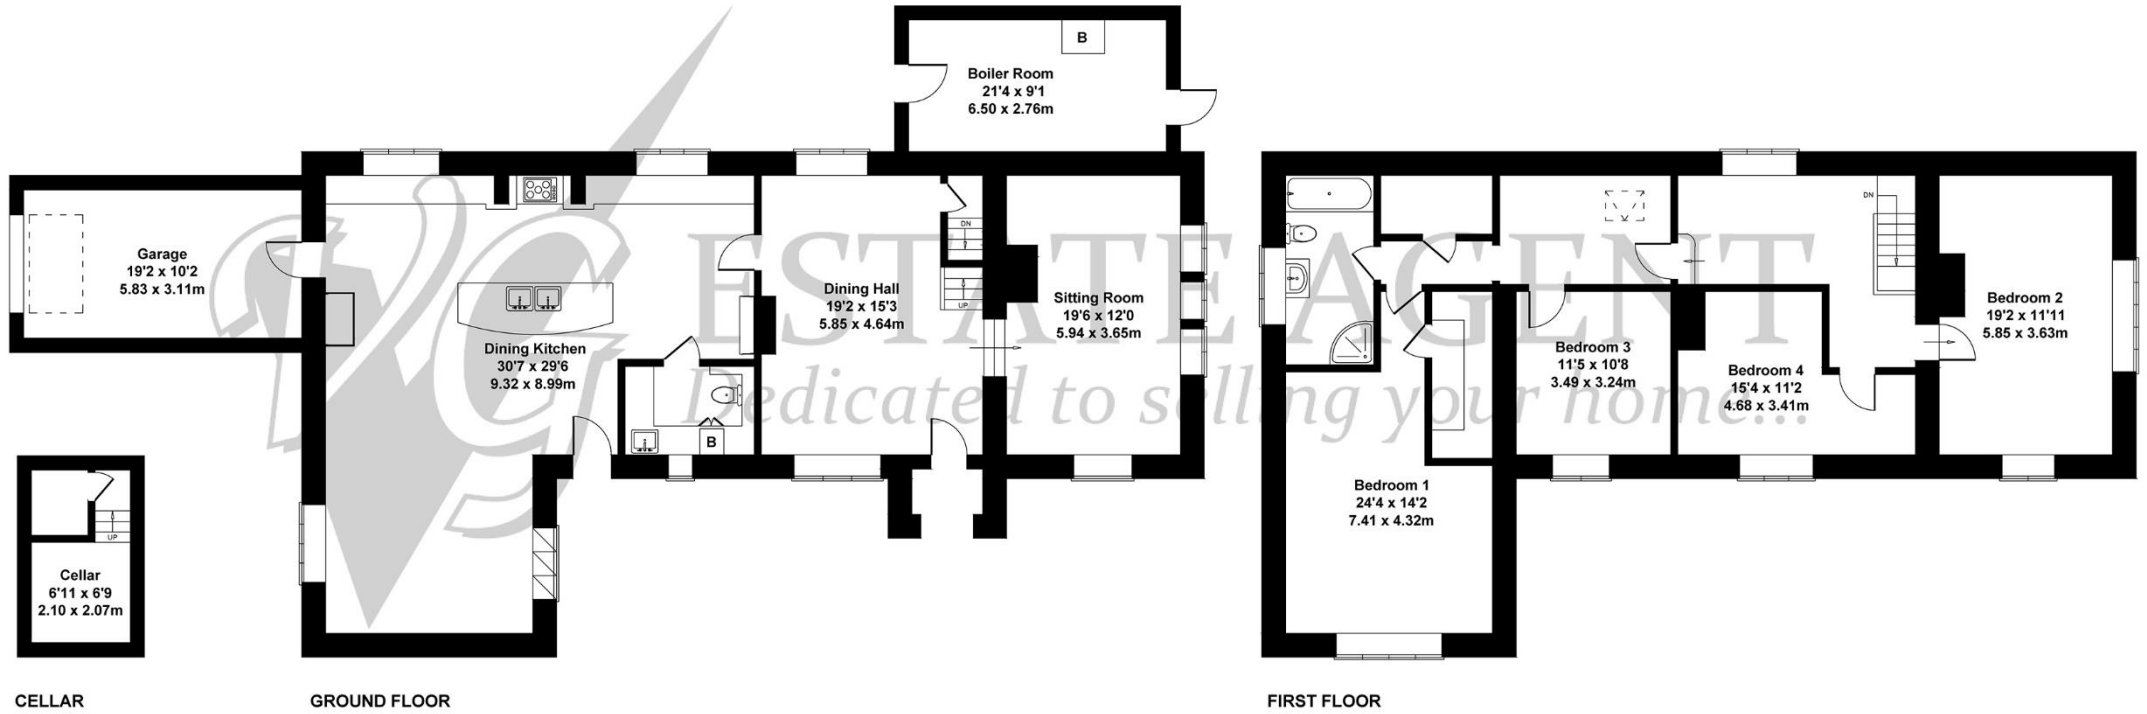 B
Boiler Room
21'4 x 9'1
6.50 x 2.76m
Garage
19'2 x 10'2
5.83 x 3.11m
Dining Kitchen
30'7 x 29'6
9.32 x 8.99m
B
Dining Hall
19'2 x 15'3
5.85 x 4.64m
DN
UP
Sitting Room
19'6 x 12'0
5.94 x 3.65m
UP
Cellar
6'11 x 6'9
2.10 x 2.07m
DN
Bedroom 1
24'4 x 14'2
7.41 x 4.32m
Bedroom 3
11'5 x 10'8
3.49 x 3.24m
Bedroom 4
15'4 x 11'2
4.68 x 3.41m
Bedroom 2
19'2 x 11'11
5.85 x 3.63m
VG ESTATE AGENT
Dedicated to selling your home...
CELLAR
GROUND FLOOR
FIRST FLOOR